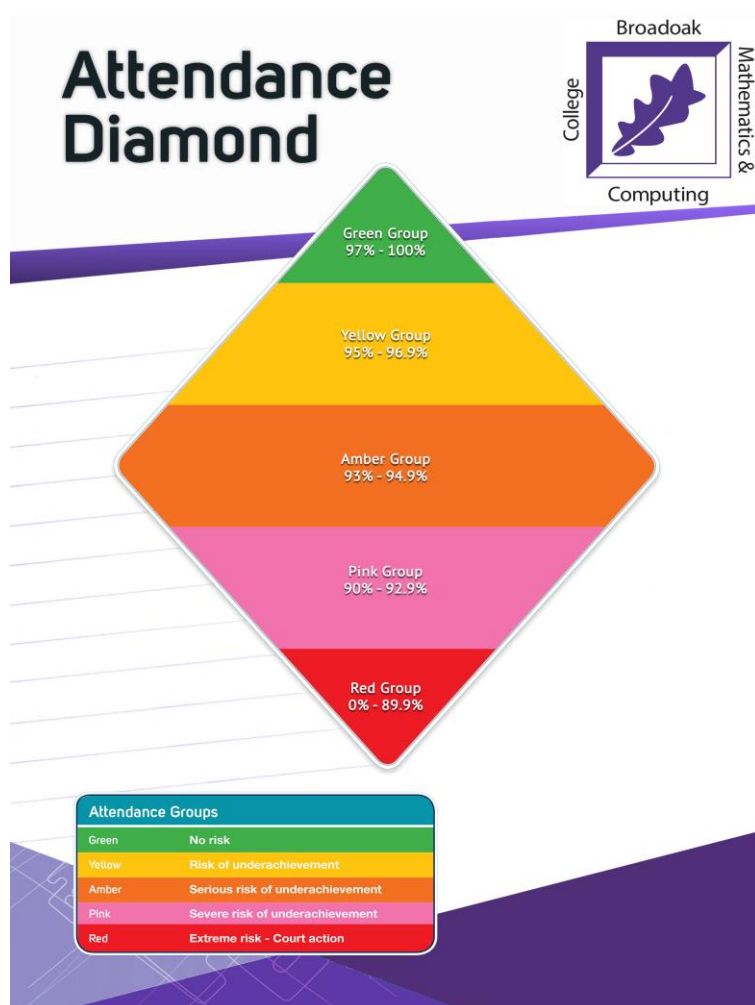 Attendance
Diamond
Broadoak
College
Mathematics &
Computing
Green Group
97% - 100%
Yellow Group
95% - 96.9%
Amber Group
93% - 94.9%
Pink Group
90% - 92.9%
Red Group
0% - 89.9%
Attendance Groups
Green No risk
Yellow Risk of underachievement
Amber Serious risk of underachievement
Pink Severe risk of underachievement
Red Extreme risk - Court action